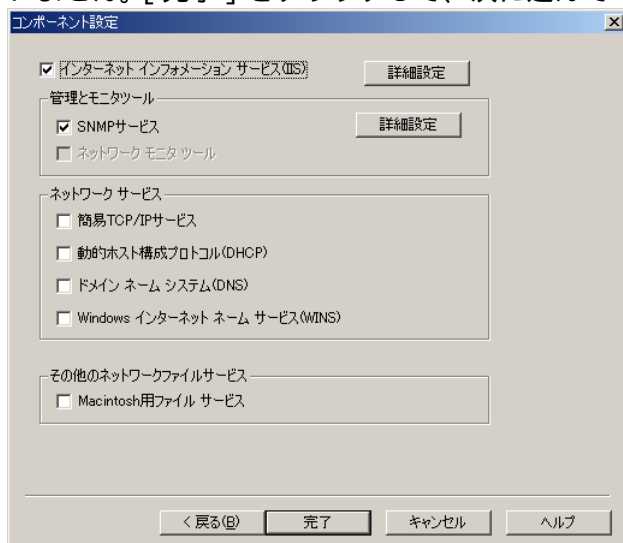 コンポーネント設定
インターネット インフォメーション サービス(IIS)
詳細設定
管理とモニタツール
SNMPサービス
詳細設定
ネットワーク モニタ ツール
ネットワーク サービス
簡易TCP/IPサービス
動的ホスト構成プロトコル(DHCP)
ドメイン ネーム システム(DNS)
Windows インターネット ネーム サービス(WINS)
その他のネットワークファイルサービス
Macintosh用ファイル サービス
< 戻る(B)
完了
キャンセル
ヘルプ